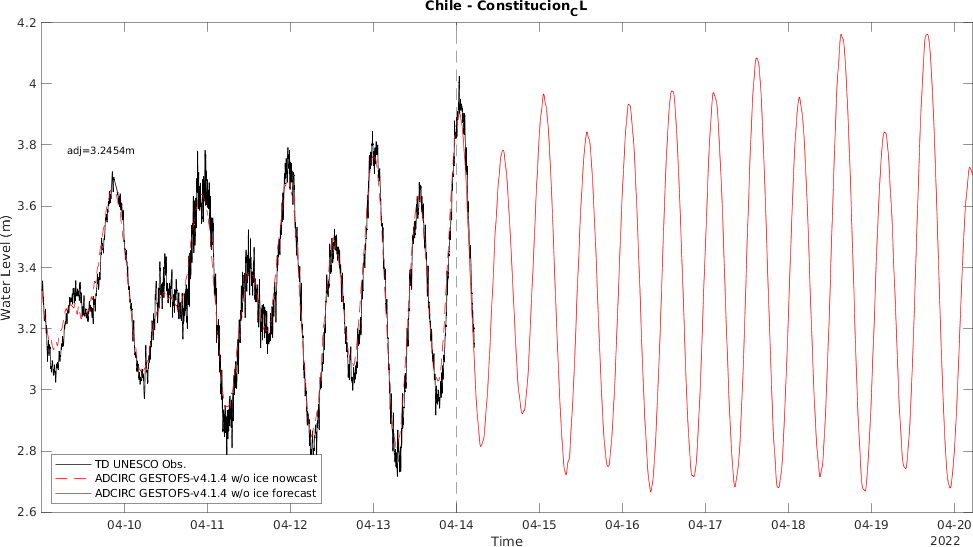 Chile - Constitucion_CL
4.2
4
3.8
3.6
3.4
3.2
3
2.8
2.6
Water Level (m)
adj=3.2454m
TD UNESCO Obs.
ADCIRC GESTOFS-v4.1.4 w/o ice nowcast
ADCIRC GESTOFS-v4.1.4 w/o ice forecast
04-10 04-11 04-12 04-13 04-14 04-15 04-16 04-17 04-18 04-19 04-20
Time
2022